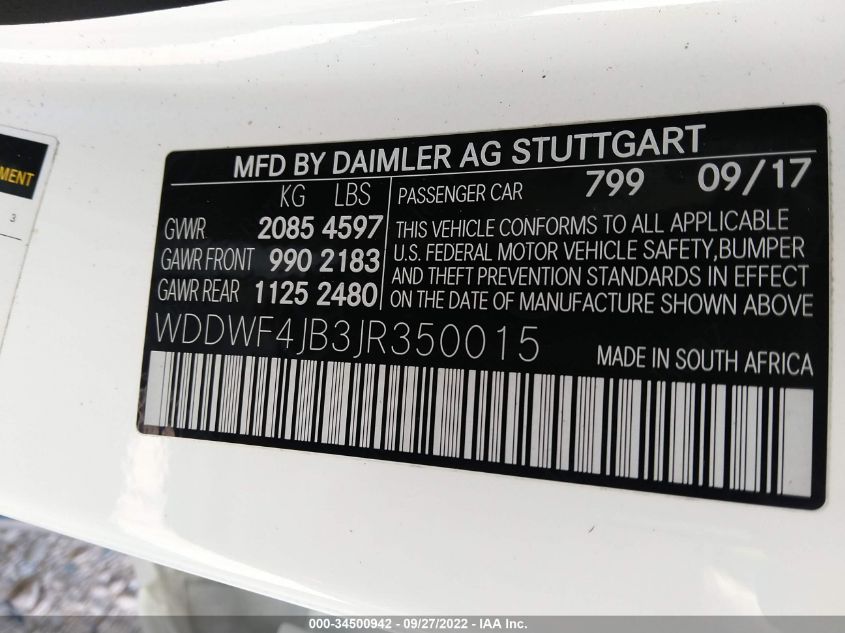 MENT
3
MFD BY DAIMLER AG STUTTGART
KG LBS
PASSENGER CAR 799 09/17
GVWR 2085 4597
GAWR FRONT 990 2183
GAWR REAR 1125 2480
THIS VEHICLE CONFORMS TO ALL APPLICABLE
U.S. FEDERAL MOTOR VEHICLE SAFETY,BUMPER
AND THEFT PREVENTION STANDARDS IN EFFECT
ON THE DATE OF MANUFACTURE SHOWN ABOVE
WDDWF4JB3JR350015
MADE IN SOUTH AFRICA
000-34500942 - 09/27/2022 - IAA Inc.